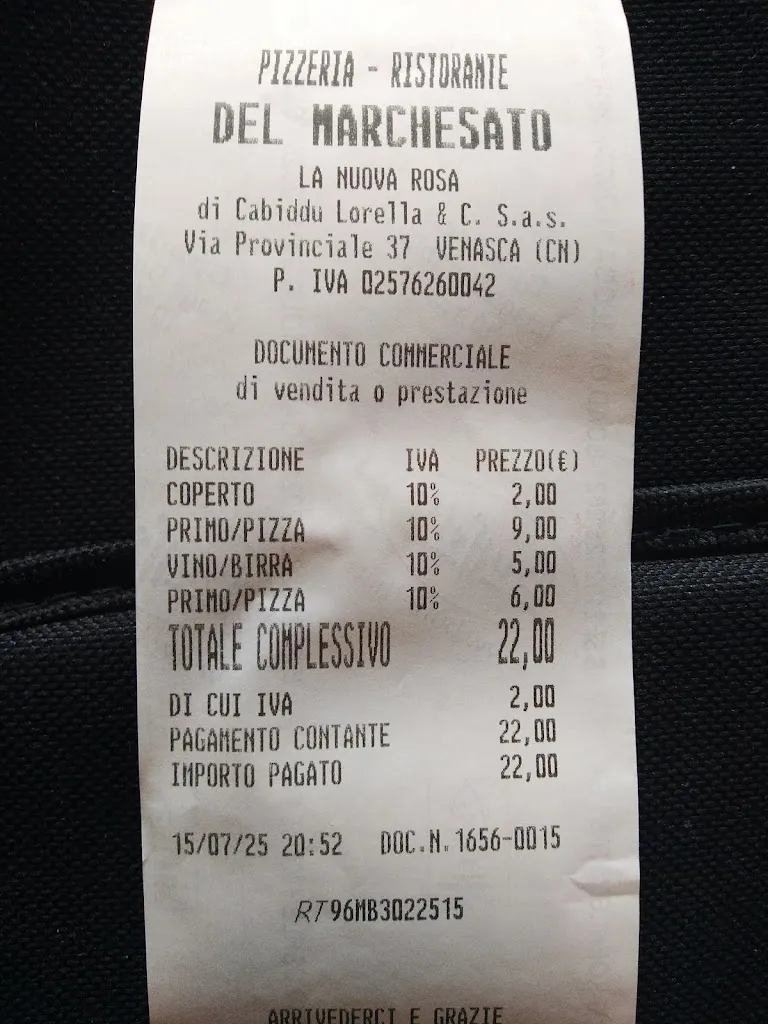 PIZZERIA - RISTORANTE
DEL MARCHESATO
LA NUOVA ROSA
di Cabiddu Lorella & C. S.a.s.
Via Provinciale 37 VENASCA (CN)
P. IVA 02576260042
DOCUMENTO COMMERCIALE
di vendita o prestazione
DESCRIZIONE IVA PREZZO(€)
COPERTO 10% 2,00
PRIMO/PIZZA 10% 9,00
VINO/BIRRA 10% 5,00
PRIMO/PIZZA 10% 6,00
TOTALE COMPLESSIVO 22,00
DI CUI IVA 2,00
PAGAMENTO CONTANTE 22,00
IMPORTO PAGATO 22,00
15/07/25 20:52 DOC.N.1656-0015
RT96MB3022515
ARRIVEDERCI E GRAZIE